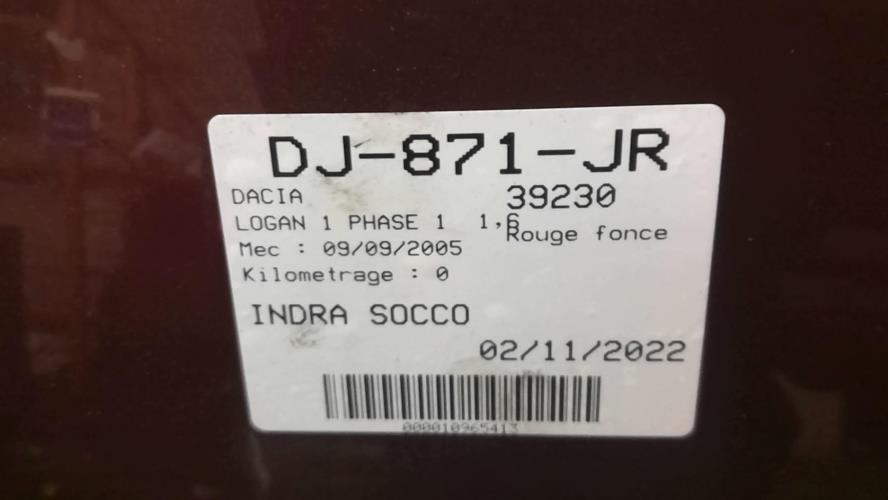 DJ-871-JR
DACIA 39230
LOGAN 1 PHASE 1 1,6
Rouge fonce
Mec : 09/09/2005
Kilometrage : 0
INDRA SOCCO
02/11/2022
000010965413